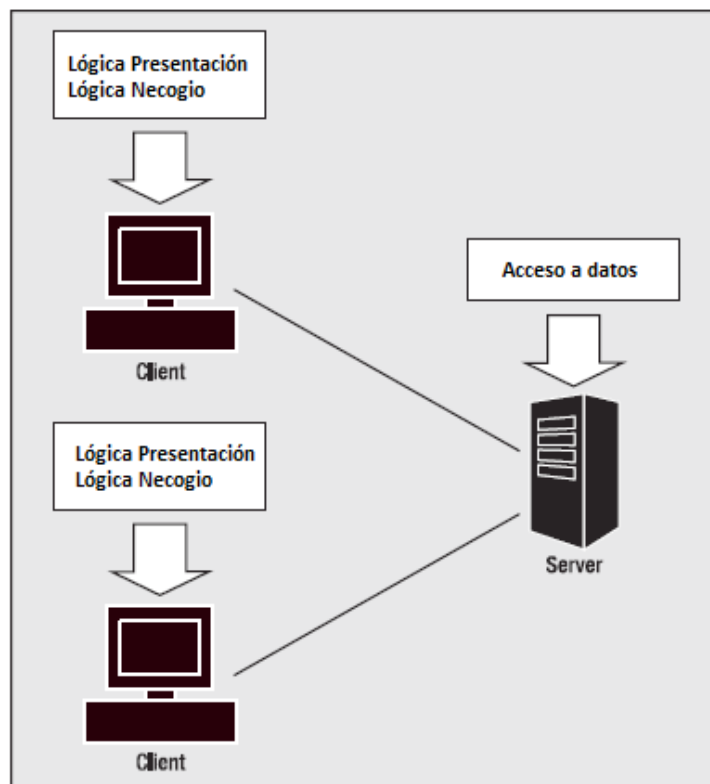 Lógica Presentación
Lógica Necogio
Client
Acceso a datos
Server
Lógica Presentación
Lógica Necogio
Client